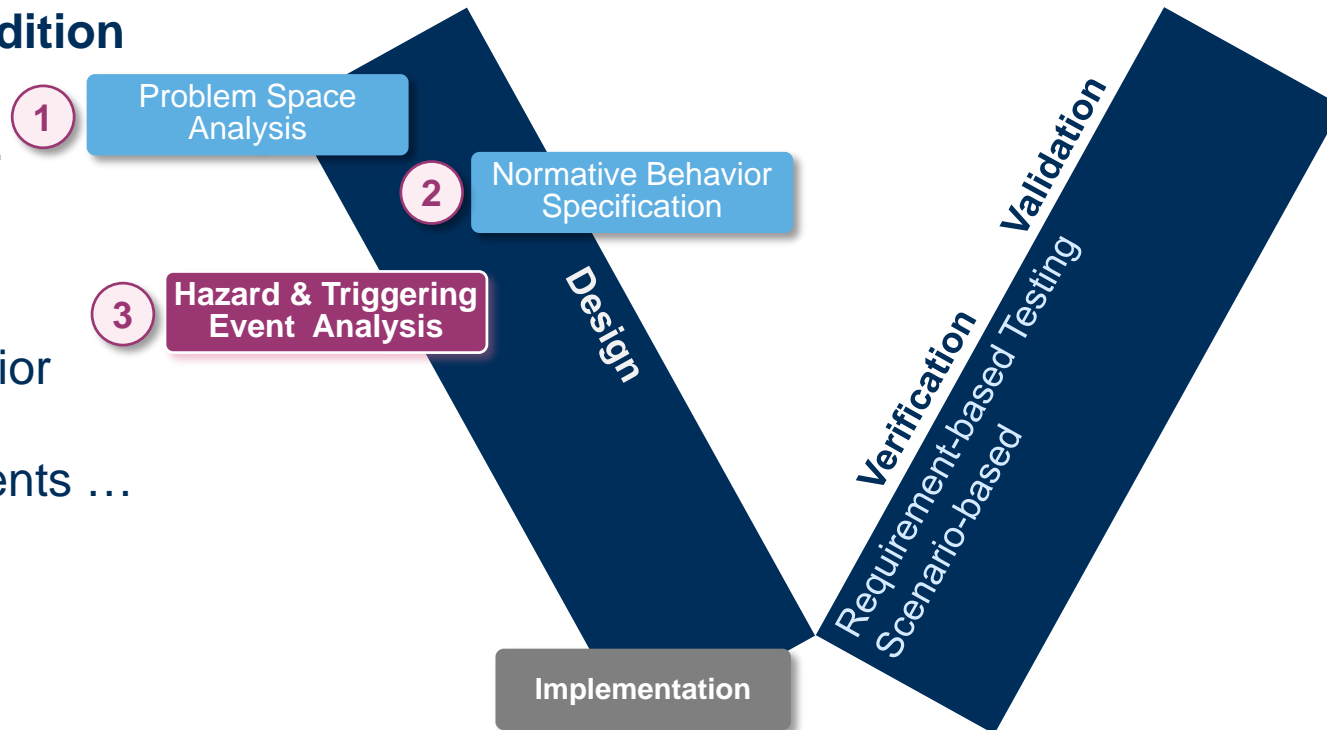 dition
1
Problem Space
Analysis
.
2
Normative Behavior
Specification
3
Hazard & Triggering
Event Analysis
ior
ents …
Design
Implementation
Verification
Validation
Requirement-based Testing
Scenario-based